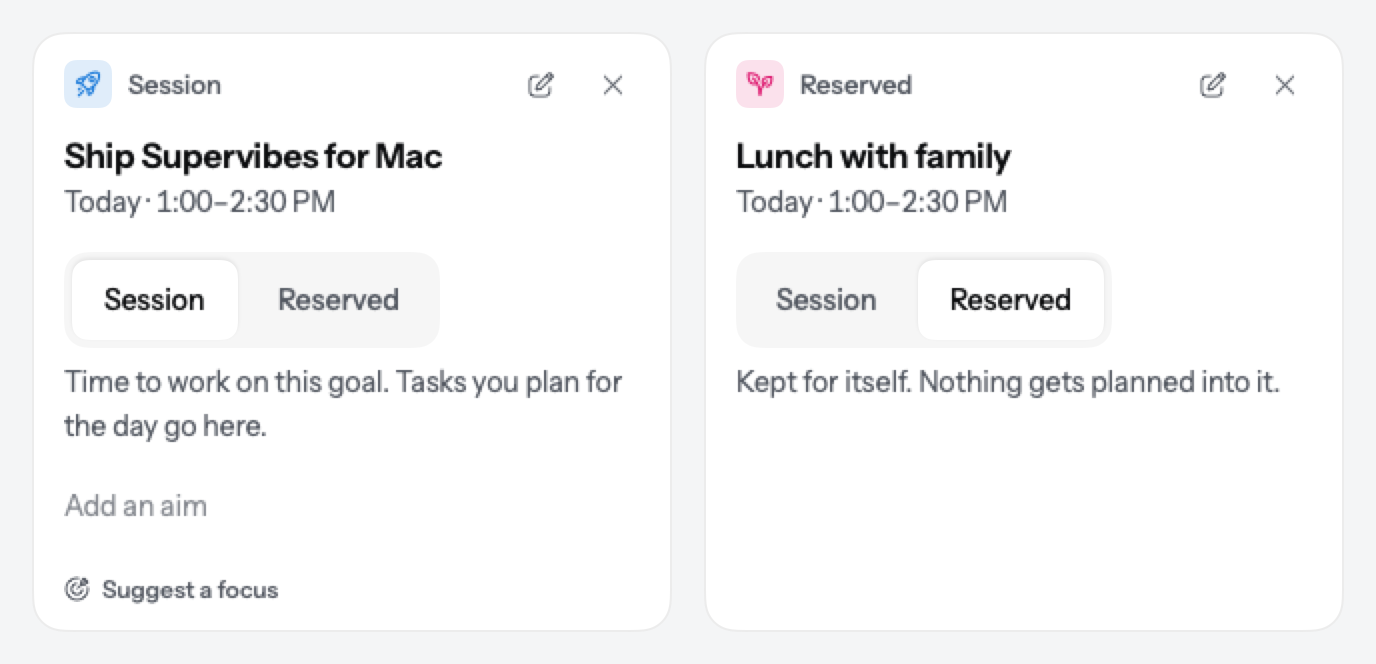 Session
Ship Supervibes for Mac
Today · 1:00–2:30 PM
Session Reserved
Time to work on this goal. Tasks you plan for
the day go here.
Add an aim
Suggest a focus
Reserved
Lunch with family
Today · 1:00–2:30 PM
Session Reserved
Kept for itself. Nothing gets planned into it.